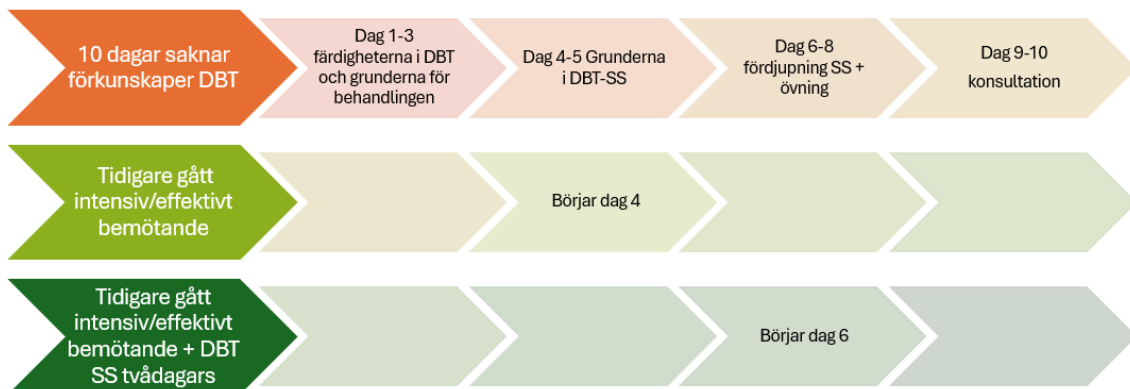 10 dagar saknar
förkunskaper DBT
Dag 1-3
färdigheterna i DBT
och grunderna för
behandlingen
Dag 4-5 Grunderna
i DBT-SS
Dag 6-8
fördjupning SS +
övning
Dag 9-10
konsultation
Tidigare gått
intensiv/effektivt
bemötande
Börjar dag 4
Tidigare gått
intensiv/effektivt
bemötande + DBT
SS tvådagars
Börjar dag 6